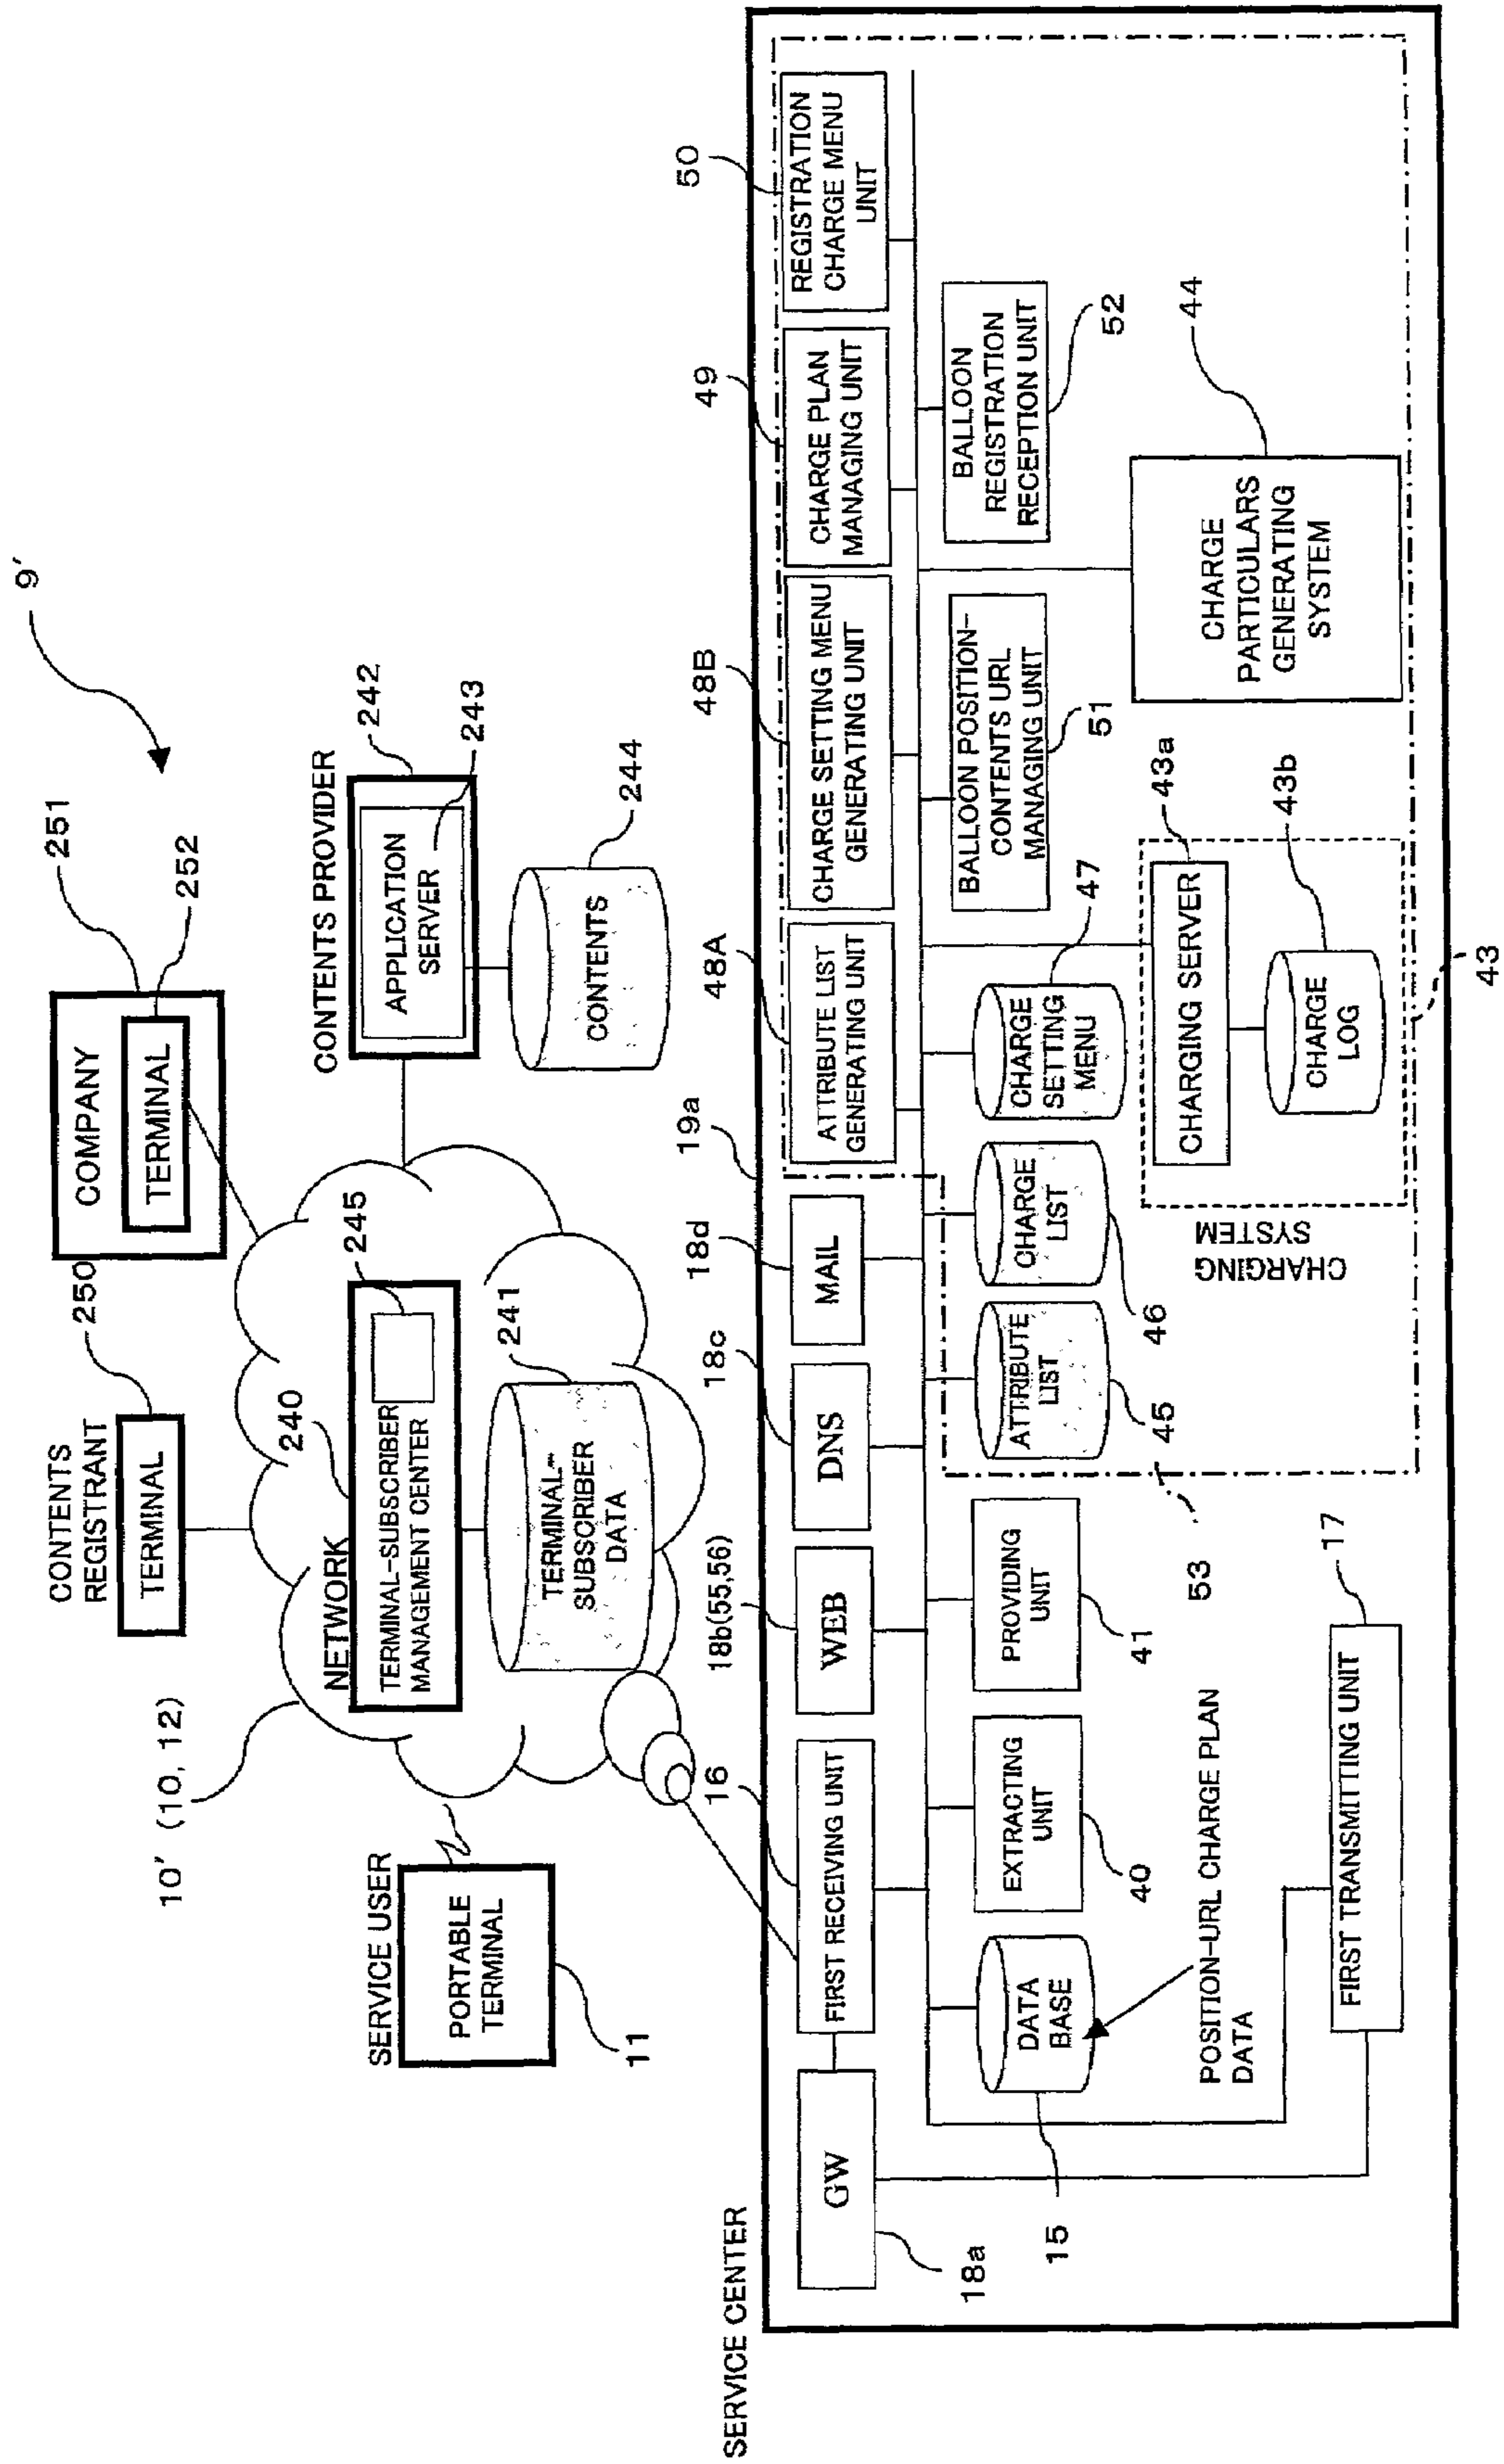 9′
CONTENTS
REGISTRANT
TERMINAL
250
COMPANY
TERMINAL
251
252
CONTENTS PROVIDER
APPLICATION
SERVER
242
243
CONTENTS
244
10′ (10, 12)
NETWORK
240
TERMINAL-SUBSCRIBER
MANAGEMENT CENTER
245
TERMINAL-
SUBSCRIBER
DATA
241
SERVICE USER
PORTABLE
TERMINAL
11
SERVICE CENTER
19a
GW
18a
FIRST RECEIVING UNIT
16
WEB
18b(55,56)
DNS
18c
MAIL
18d
ATTRIBUTE LIST
GENERATING UNIT
48A
CHARGE SETTING MENU
GENERATING UNIT
48B
CHARGE PLAN
MANAGING UNIT
49
REGISTRATION
CHARGE MENU
UNIT
50
DATA
BASE
15
POSITION-URL CHARGE PLAN
DATA
EXTRACTING
UNIT
40
PROVIDING
UNIT
41
53
ATTRIBUTE
LIST
45
CHARGE
LIST
46
CHARGE
SETTING
MENU
47
BALLOON POSITION-
CONTENTS URL
MANAGING UNIT
51
BALLOON
REGISTRATION
RECEPTION UNIT
52
FIRST TRANSMITTING UNIT
17
CHARGING
SYSTEM
CHARGING SERVER
43a
CHARGE
LOG
43b
43
CHARGE
PARTICULARS
GENERATING
SYSTEM
44